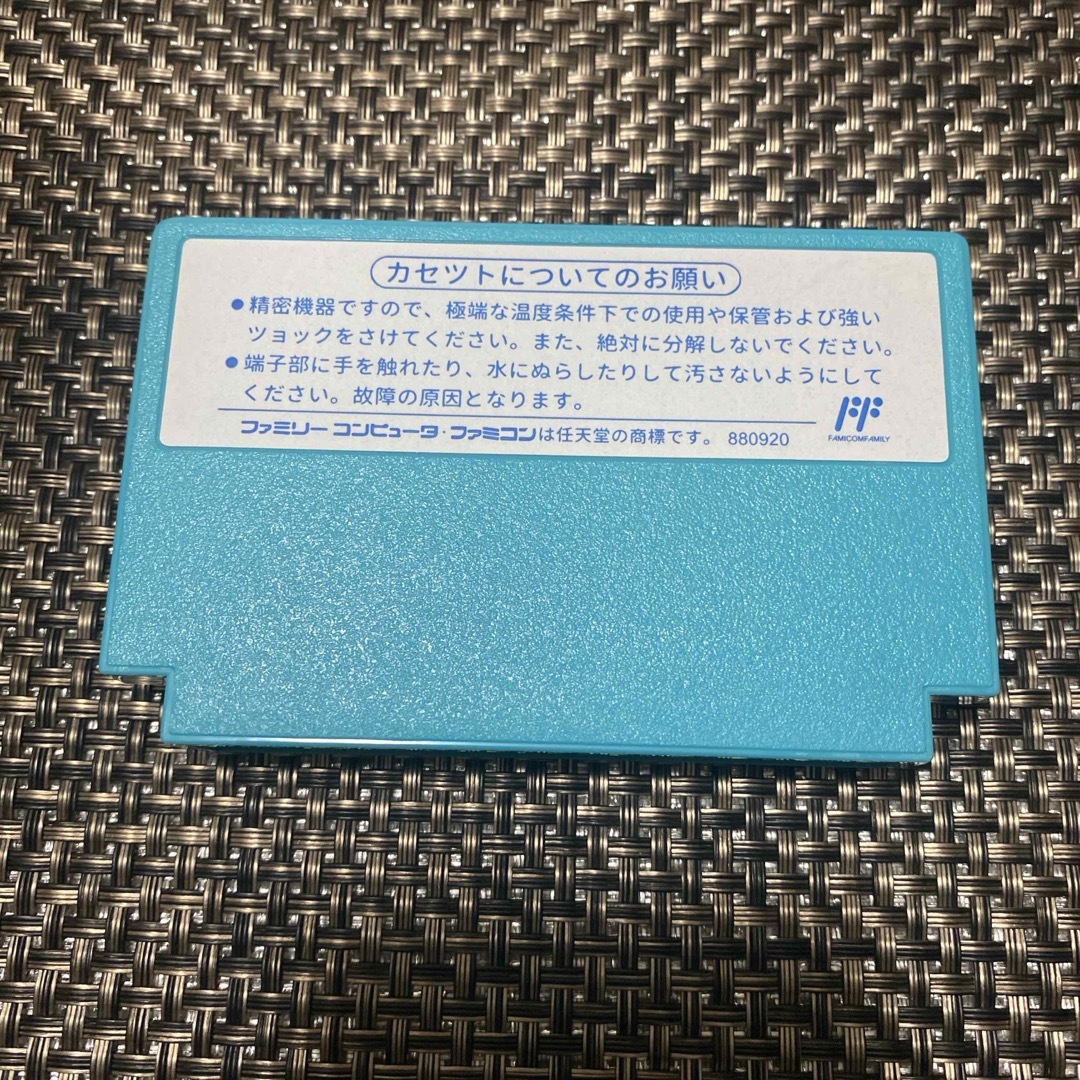 カセツトについてのお願い
●精密機器ですので、極端な温度条件下での使用や保管および強い
ツョックをさけてください。また、絶対に分解しないでください。
●端子部に手を触れたり、水にぬらしたりして汚さないようにして
ください。故障の原因となります。
ファミリーコンピュータ・ファミコンは任天堂の商標です。 880920
FF
FAMICOMFAMILY